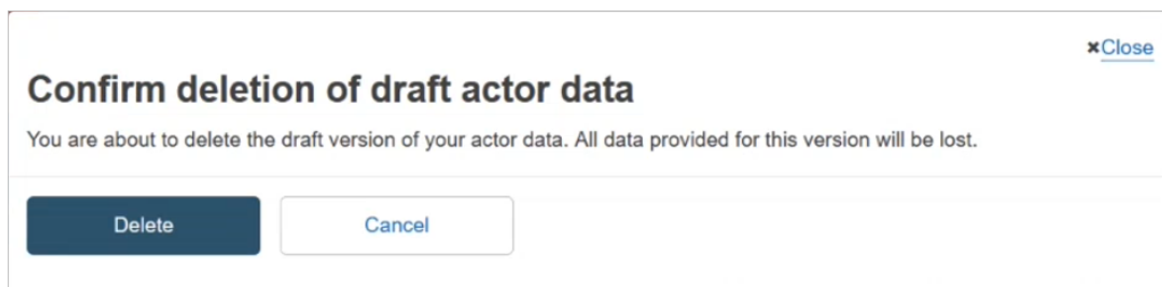 ✖Close
Confirm deletion of draft actor data
You are about to delete the draft version of your actor data. All data provided for this version will be lost.
Delete
Cancel